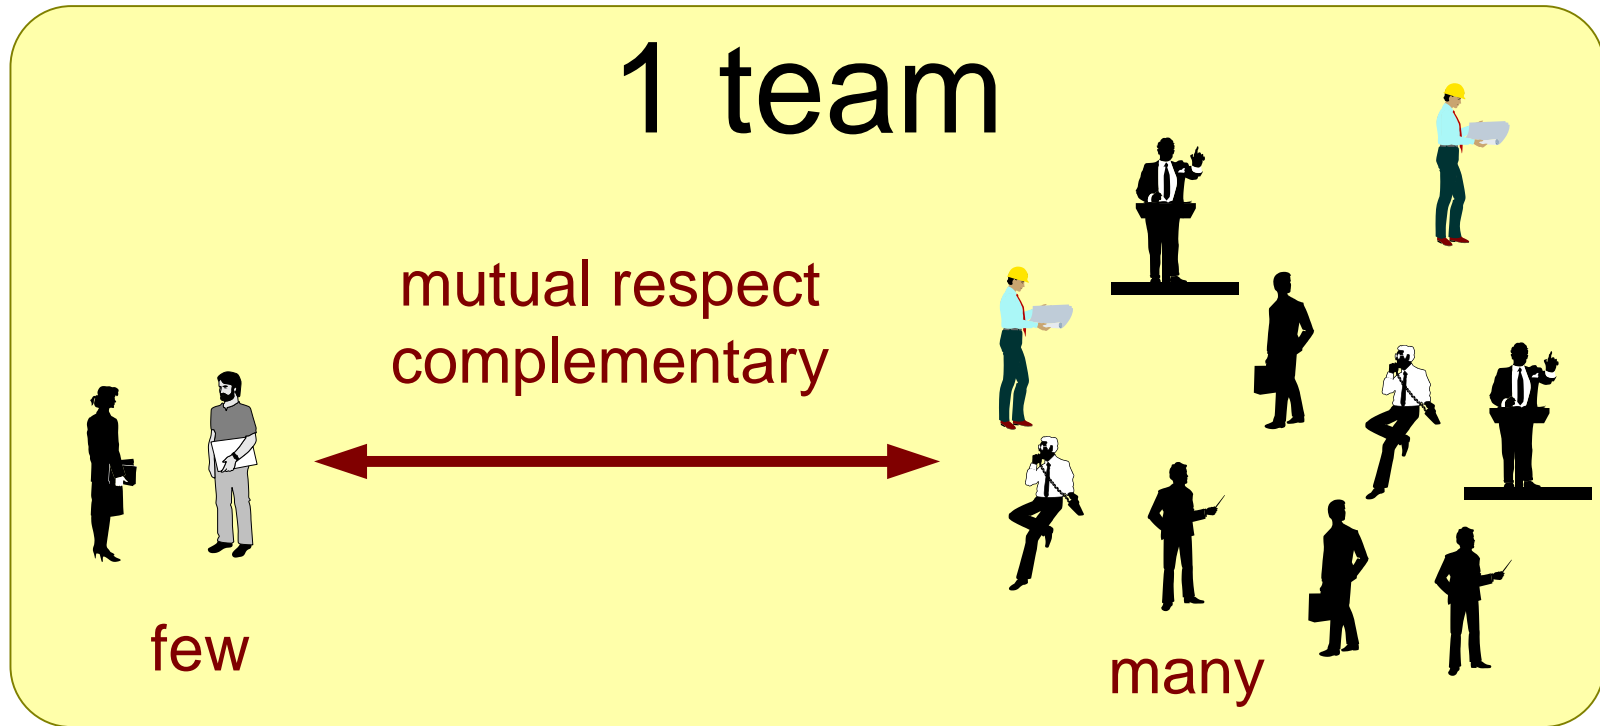 1 team
mutual respect
complementary
few
many